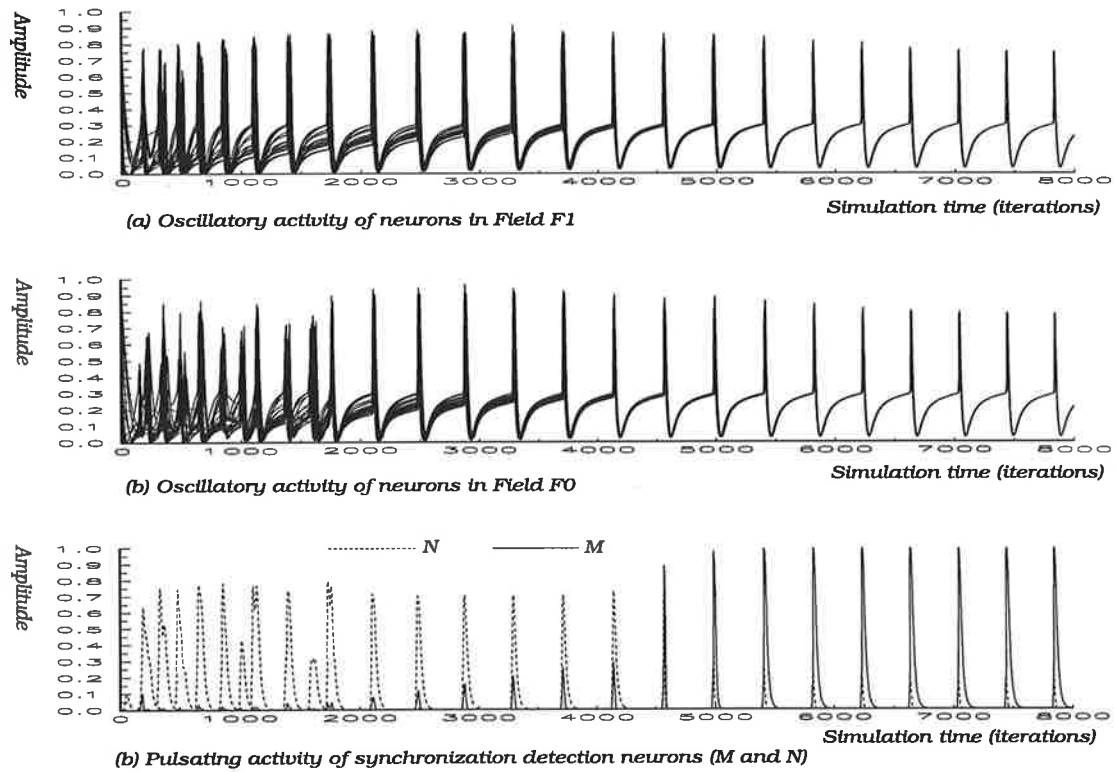 Amplitude
1.0
0.9
0.8
0.7
0.6
0.5
0.4
0.3
0.2
0.1
0.0
0 1000 2000 3000 4000 5000 6000 7000 8000
Simulation time (iterctions)
(a) Oscillatory activity of neurons in Field F1
Amplitude
1.0
0.9
0.8
0.7
0.6
0.5
0.4
0.3
0.2
0.1
0.0
0 1000 2000 3000 4000 5000 6000 7000 8000
Simulation time (iterctions)
(b) Oscillatory activity of neurons in Field F0
N M
Amplitude
1.0
0.9
0.8
0.7
0.6
0.5
0.4
0.3
0.2
0.1
0.0
0 1000 2000 3000 4000 5000 6000 7000 8000
Simulation time (iterctions)
(b) Pulsating activity of synchronization detection neurons (M and N)